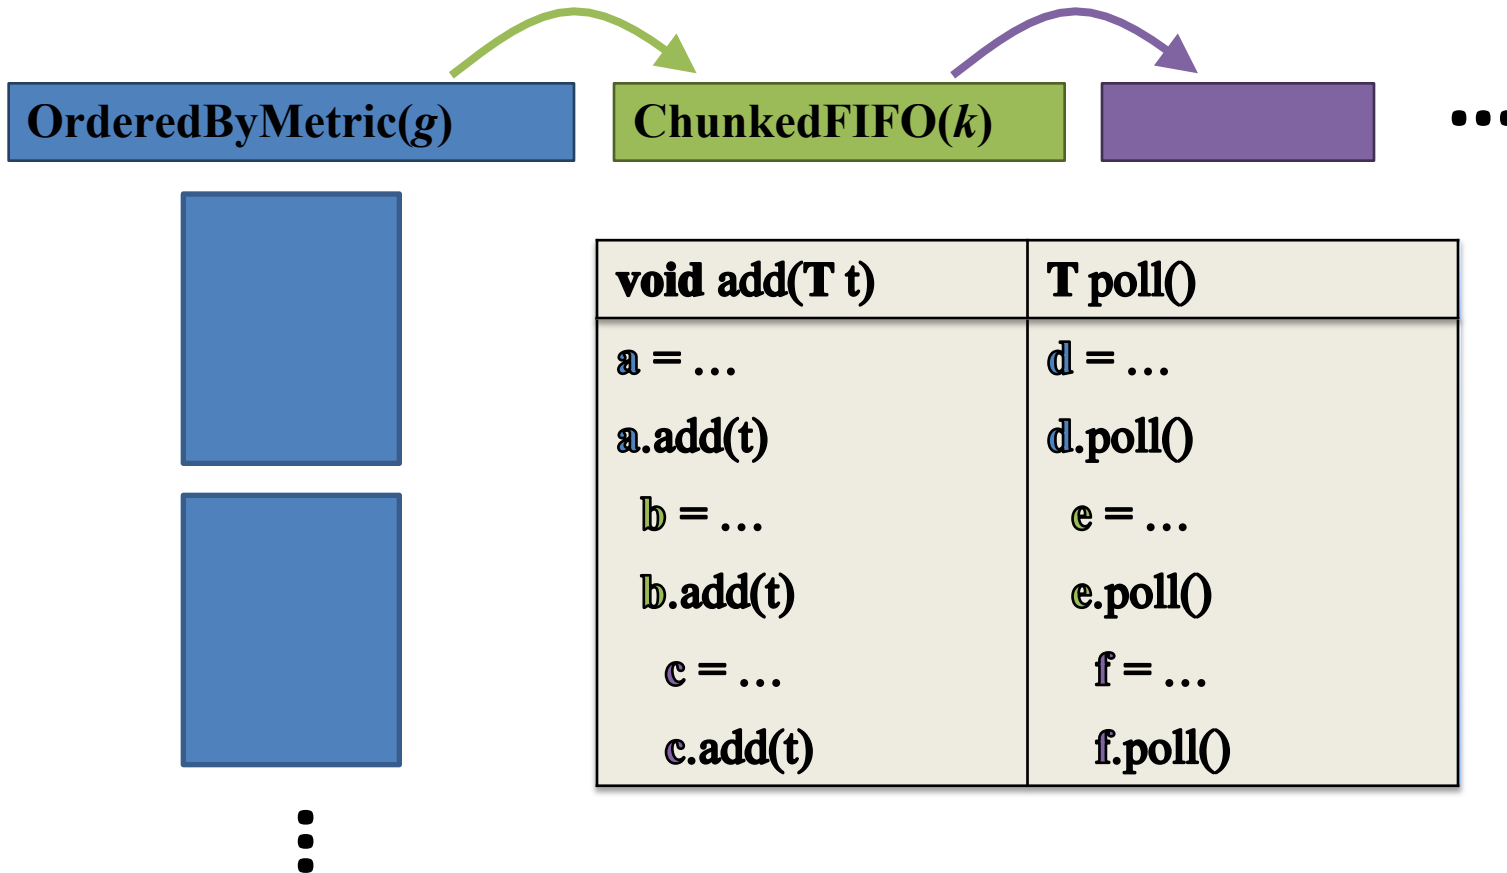 OrderedByMetric(g) ChunkedFIFO(k) ...
void add(T t) T poll()
a = ... d = ...
a.add(t) d.poll()
b = ... e = ...
b.add(t) e.poll()
c = ... f = ...
c.add(t) f.poll()